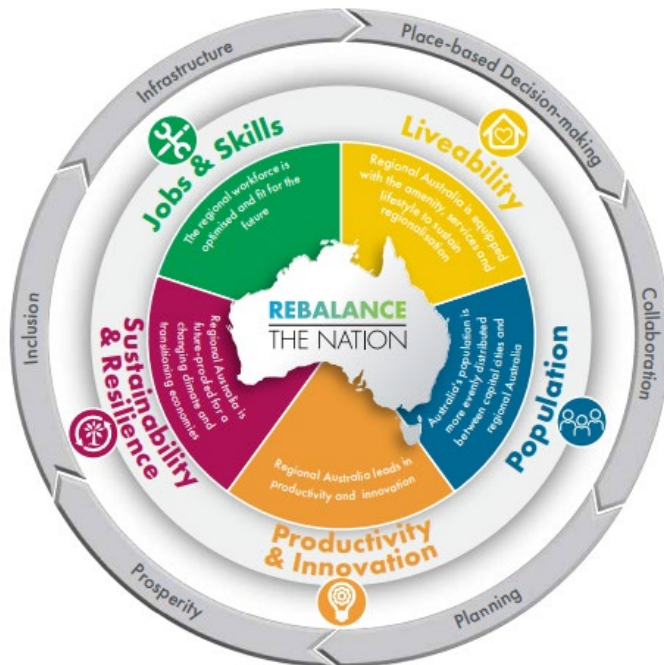 Infrastructure
Place-based Decision-making
Collaboration
Planning
Prosperity
Inclusion
Jobs & Skills
The regional workforce is
optimised and fit for the
future
Liveability
Regional Australia is equipped
with the amenity, services and
lifestyle to sustain
regionalisation
Population
Australia's population is
more evenly distributed
between capital cities and
regional Australia
Productivity
& Innovation
Regional Australia leads in
productivity and innovation
Sustainability
& Resilience
Regional Australia is
future-proofed for a
changing climate and
transitioning economies
REBALANCE
THE NATION